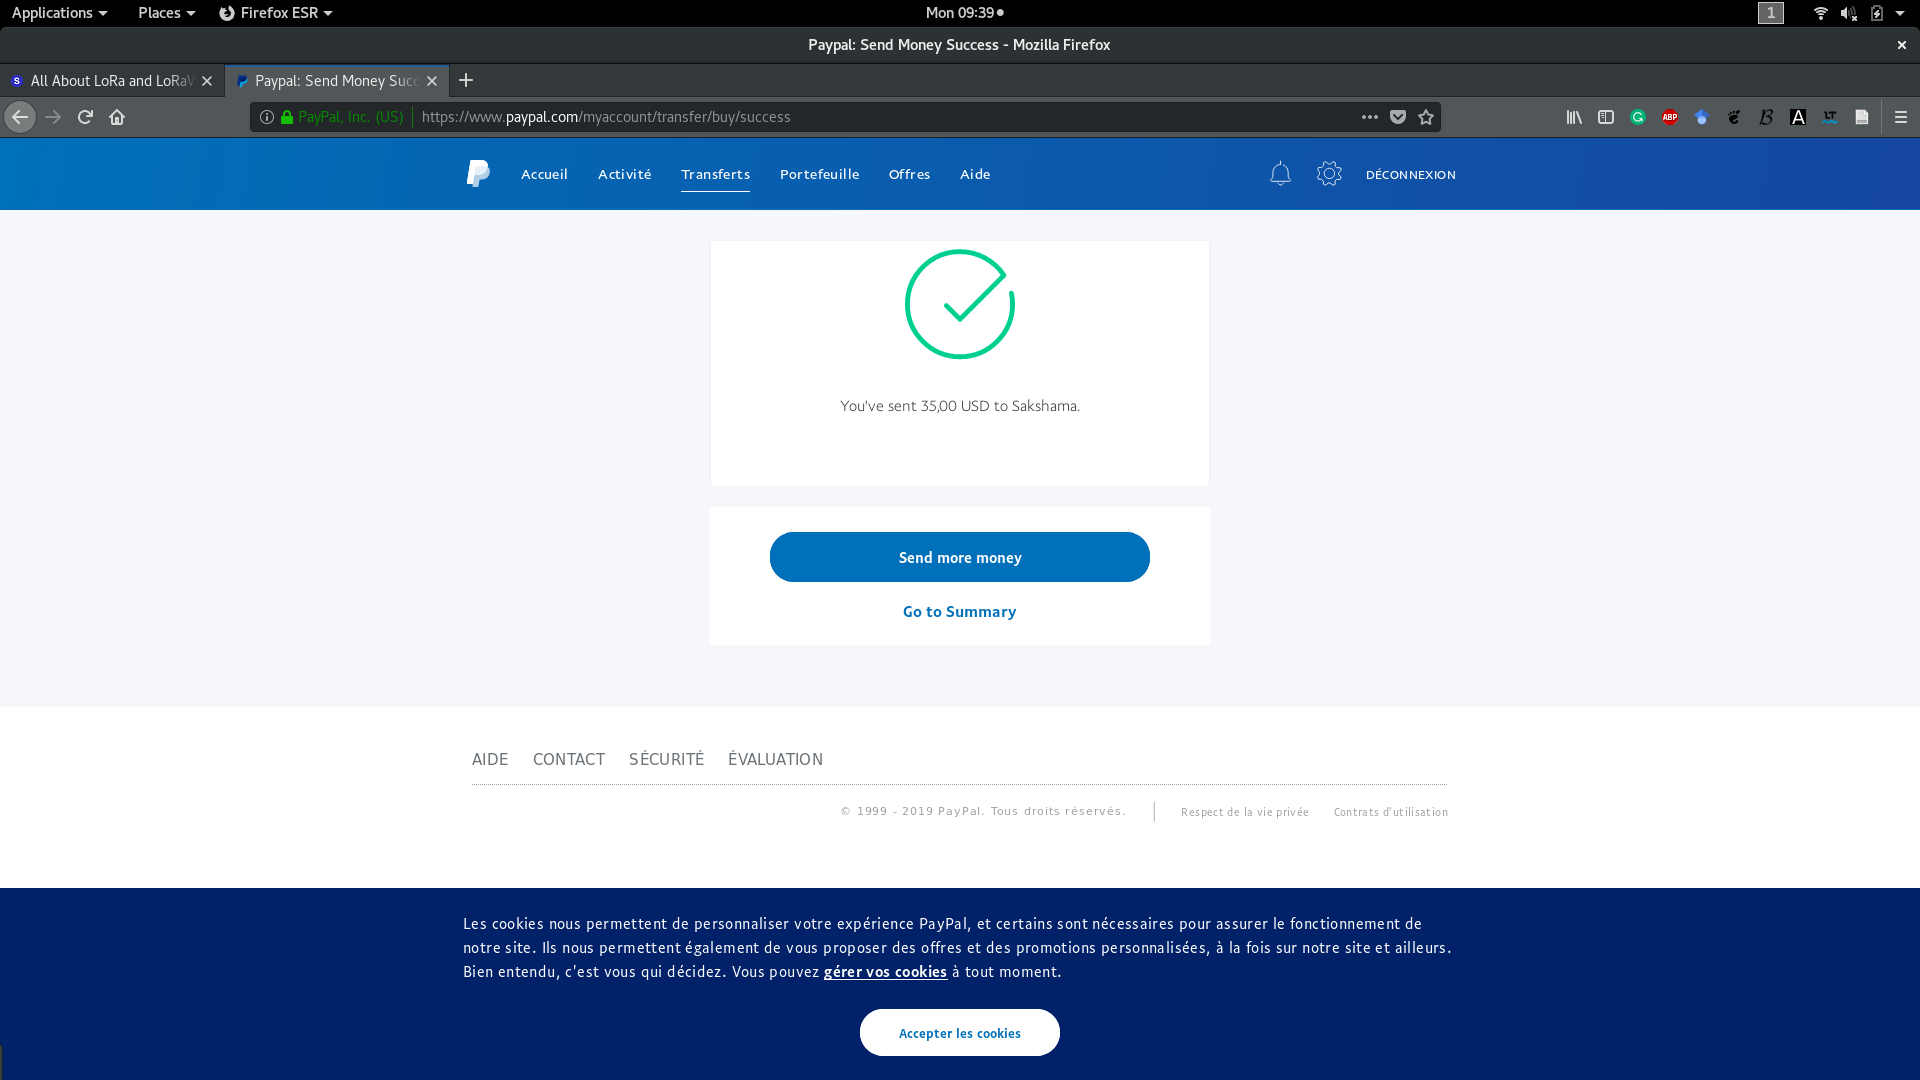 Applications Places Firefox ESR Mon 09:39 1
Paypal: Send Money Success - Mozilla Firefox
All About LoRa and LoRaW Paypal: Send Money Succ
PayPal, Inc. (US) https://www.paypal.com/myaccount/transfer/buy/success
ABP
A
LT
Accueil Activité Transferts Portefeuille Offres Aide DÉCONNEXION
You've sent 35,00 USD to Sakshama.
Send more money
Go to Summary
AIDE CONTACT SÉCURITÉ ÉVALUATION
© 1999 - 2019 PayPal. Tous droits réservés. Respect de la vie privée Contrats d'utilisation
Les cookies nous permettent de personnaliser votre expérience PayPal, et certains sont nécessaires pour assurer le fonctionnement de
notre site. Ils nous permettent également de vous proposer des offres et des promotions personnalisées, à la fois sur notre site et ailleurs.
Bien entendu, c'est vous qui décidez. Vous pouvez gérer vos cookies à tout moment.
Accepter les cookies